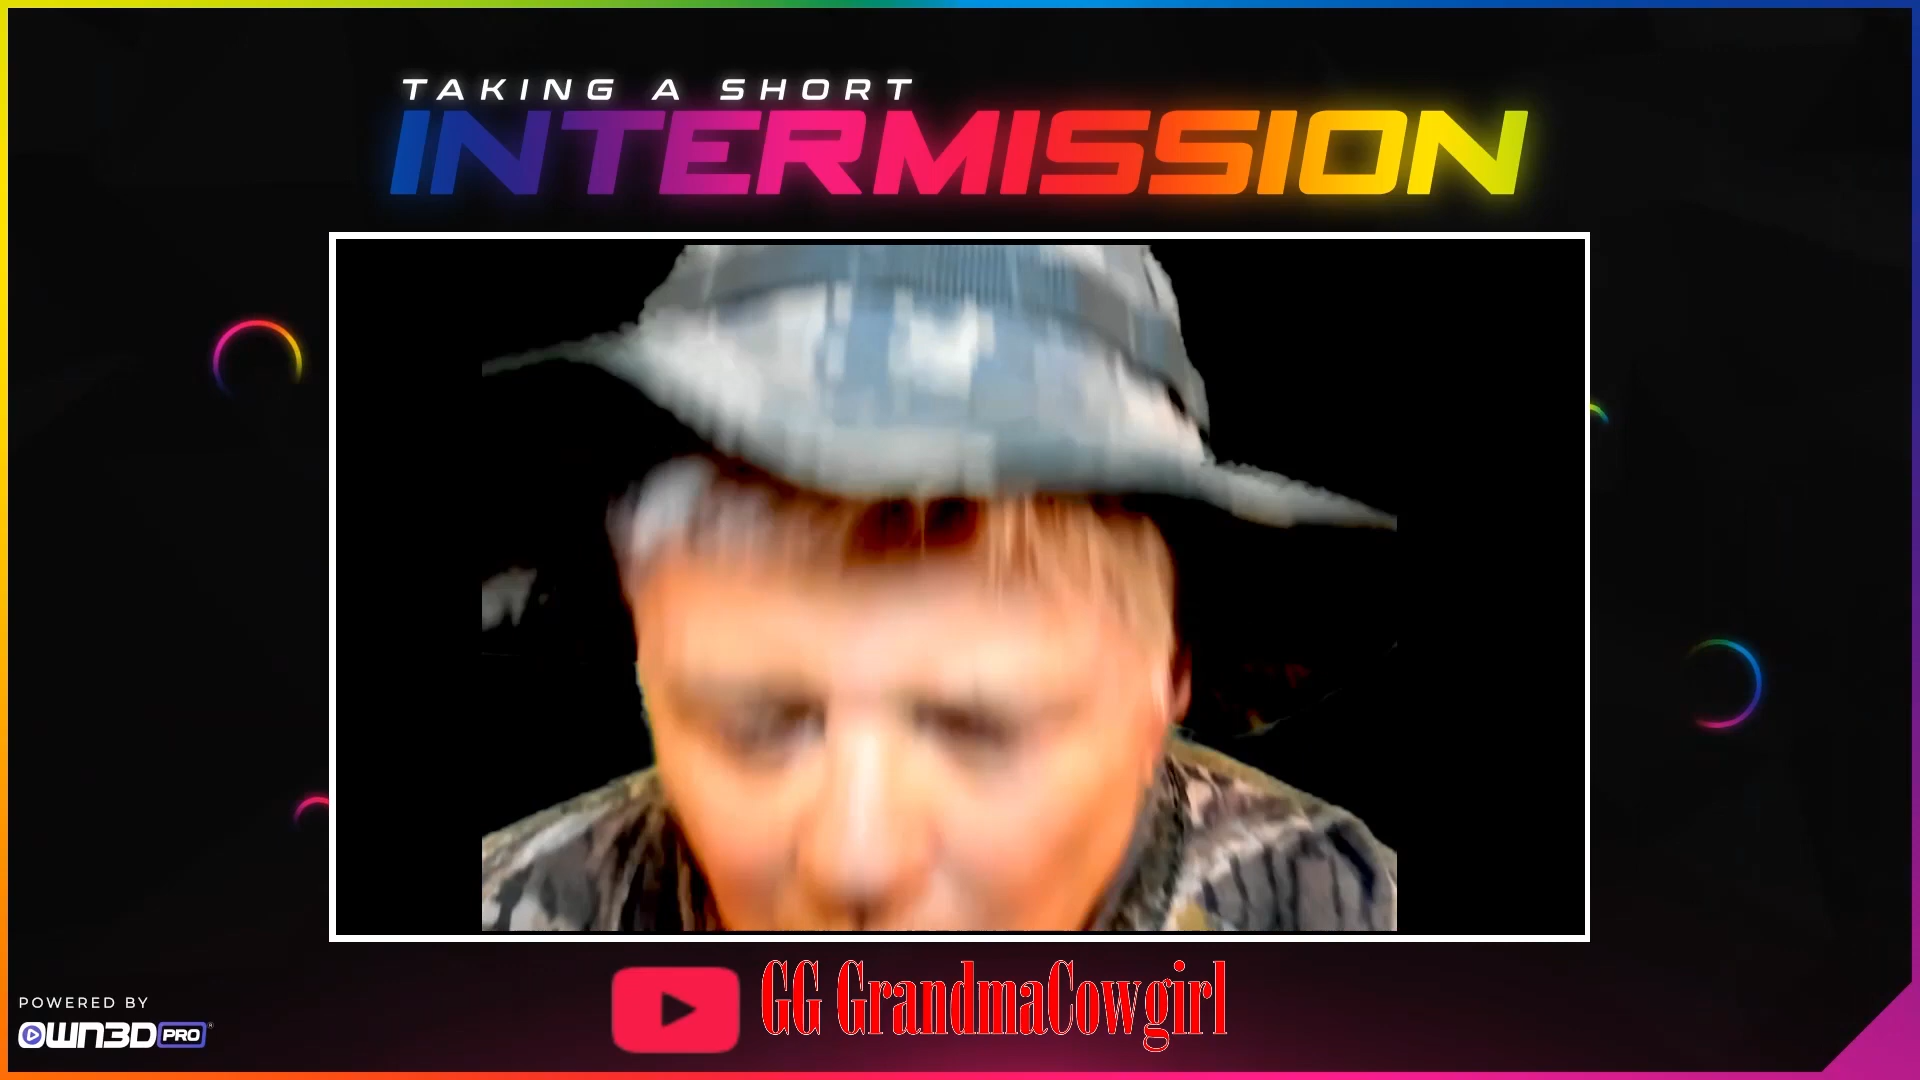 TAKING A SHORT
INTERMISSION
GG GrandmaCowgirl
POWERED BY
OWN3D PRO